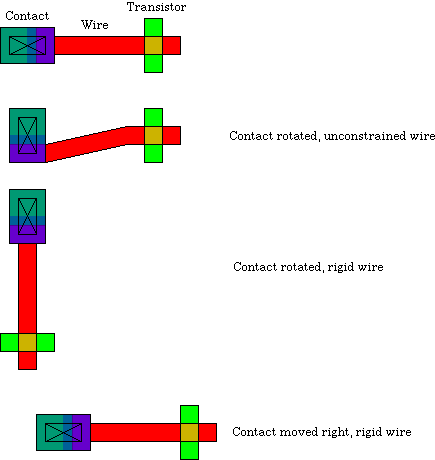 Transistor
Contact
Wire
Contact rotated, unconstrained wire
Contact rotated, rigid wire
Contact moved right, rigid wire